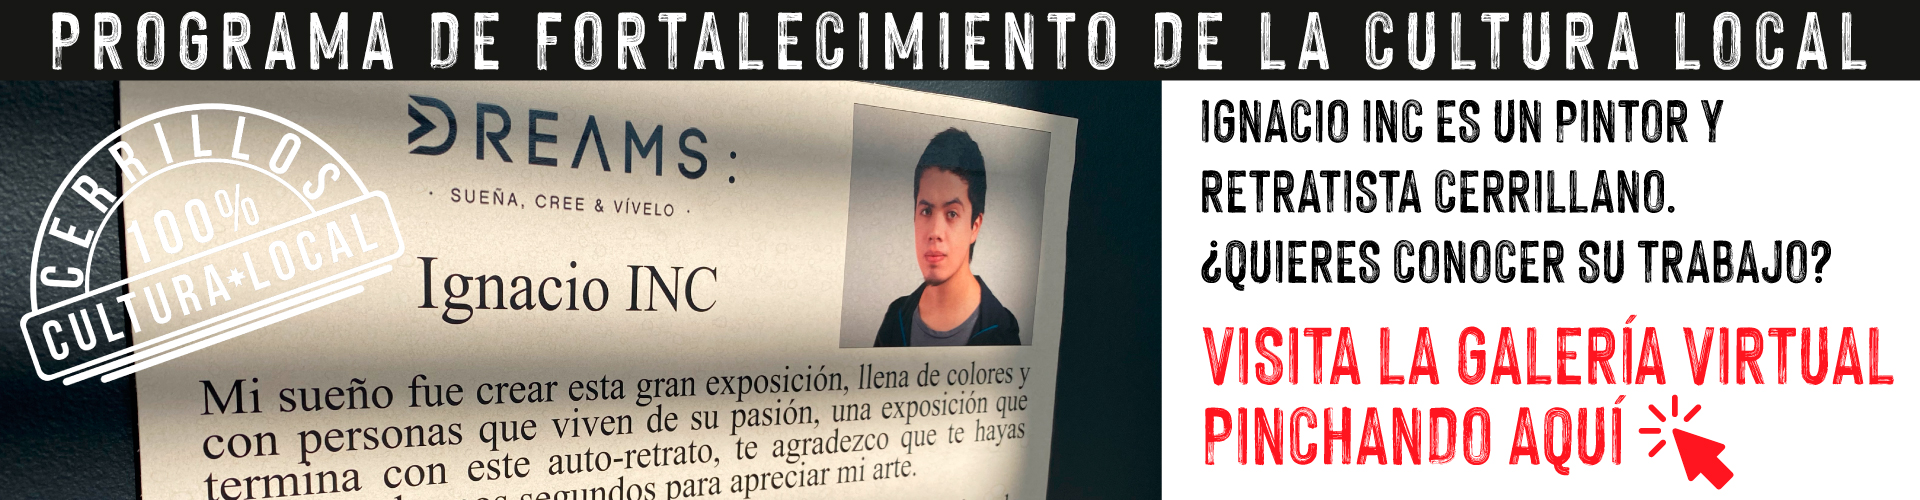 PROGRAMA DE FORTALECIMIENTO DE LA CULTURA LOCAL
CERRILLOS
100%
CULTURA*LOCAL
DREAMS:
· SUEÑA, CREE & VÍVELO ·
Ignacio INC
Mi sueño fue crear esta gran exposición, llena de colores y
con personas que viven de su pasión, una exposición que
termina con este auto-retrato, te agradezco que te hayas
segundos para apreciar mi arte.
IGNACIO INC ES UN PINTOR Y
RETRATISTA CERRILLANO.
¿QUIERES CONOCER SU TRABAJO?
VISITA LA GALERÍA VIRTUAL
PINCHANDO AQUÍ